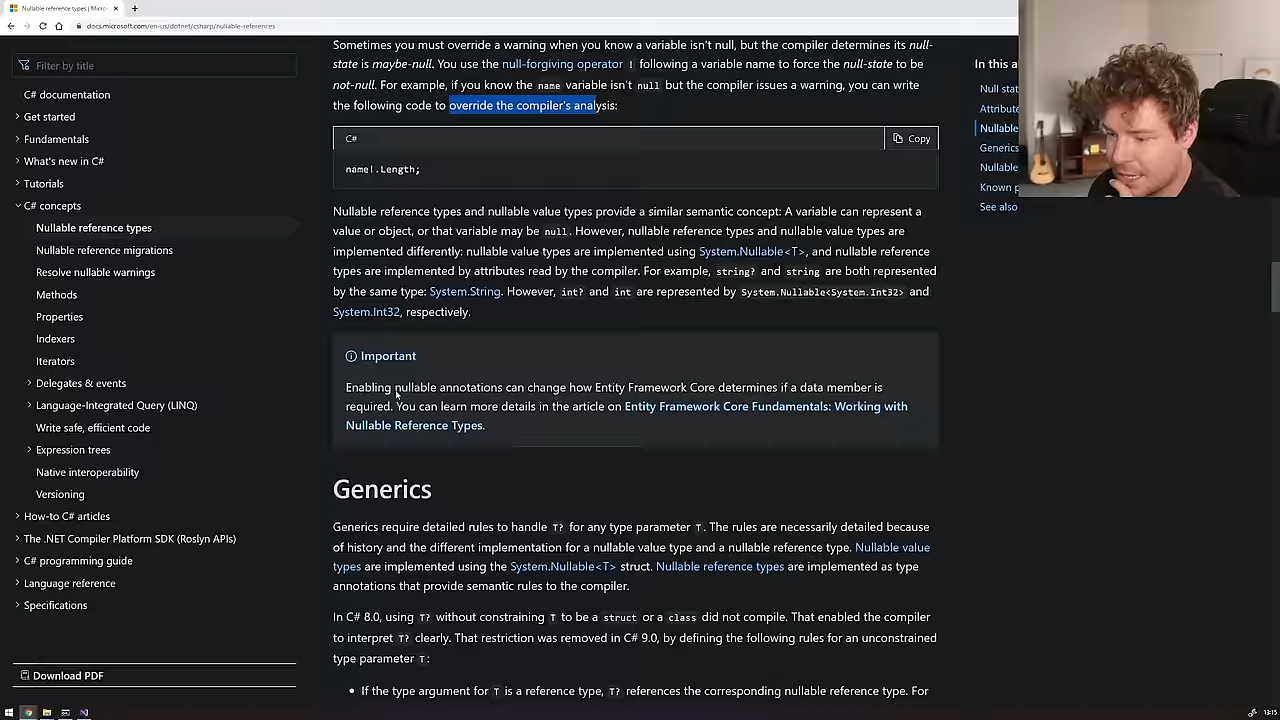 Nullable reference types | Micros
docs.microsoft.com/en-us/dotnet/csharp/nullable-references
Filter by title
C# documentation
Get started
Fundamentals
What's new in C#
Tutorials
C# concepts
Nullable reference types
Nullable reference migrations
Resolve nullable warnings
Methods
Properties
Indexers
Iterators
Delegates & events
Language-Integrated Query (LINQ)
Write safe, efficient code
Expression trees
Native interoperability
Versioning
How-to C# articles
The .NET Compiler Platform SDK (Roslyn APIs)
C# programming guide
Language reference
Specifications
Download PDF
Sometimes you must override a warning when you know a variable isn't null, but the compiler determines its null-
state is maybe-null. You use the null-forgiving operator ! following a variable name to force the null-state to be
not-null. For example, if you know the name variable isn't null but the compiler issues a warning, you can write
the following code to override the compiler's analysis:
C#
Copy
name!.Length;
Nullable reference types and nullable value types provide a similar semantic concept: A variable can represent a
value or object, or that variable may be null. However, nullable reference types and nullable value types are
implemented differently: nullable value types are implemented using System.Nullable<T>, and nullable reference
types are implemented by attributes read by the compiler. For example, string? and string are both represented
by the same type: System.String. However, int? and int are represented by System.Nullable<System.Int32> and
System.Int32, respectively.
Important
Enabling nullable annotations can change how Entity Framework Core determines if a data member is
required. You can learn more details in the article on Entity Framework Core Fundamentals: Working with
Nullable Reference Types.
Generics
Generics require detailed rules to handle T? for any type parameter T. The rules are necessarily detailed because
of history and the different implementation for a nullable value type and a nullable reference type. Nullable value
types are implemented using the System.Nullable<T> struct. Nullable reference types are implemented as type
annotations that provide semantic rules to the compiler.
In C# 8.0, using T? without constraining T to be a struct or a class did not compile. That enabled the compiler
to interpret T? clearly. That restriction was removed in C# 9.0, by defining the following rules for an unconstrained
type parameter T:
• If the type argument for T is a reference type, T? references the corresponding nullable reference type. For
In this a
Null stat
Attribute
Nullable
Generics
Nullable
Known p
See also
13:15